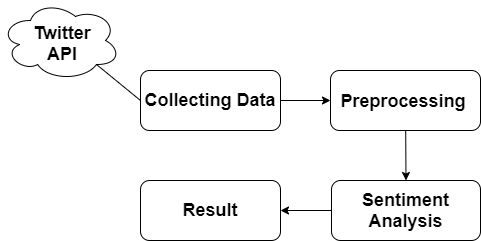 Twitter
API
Collecting Data
Preprocessing
Sentiment
Analysis
Result